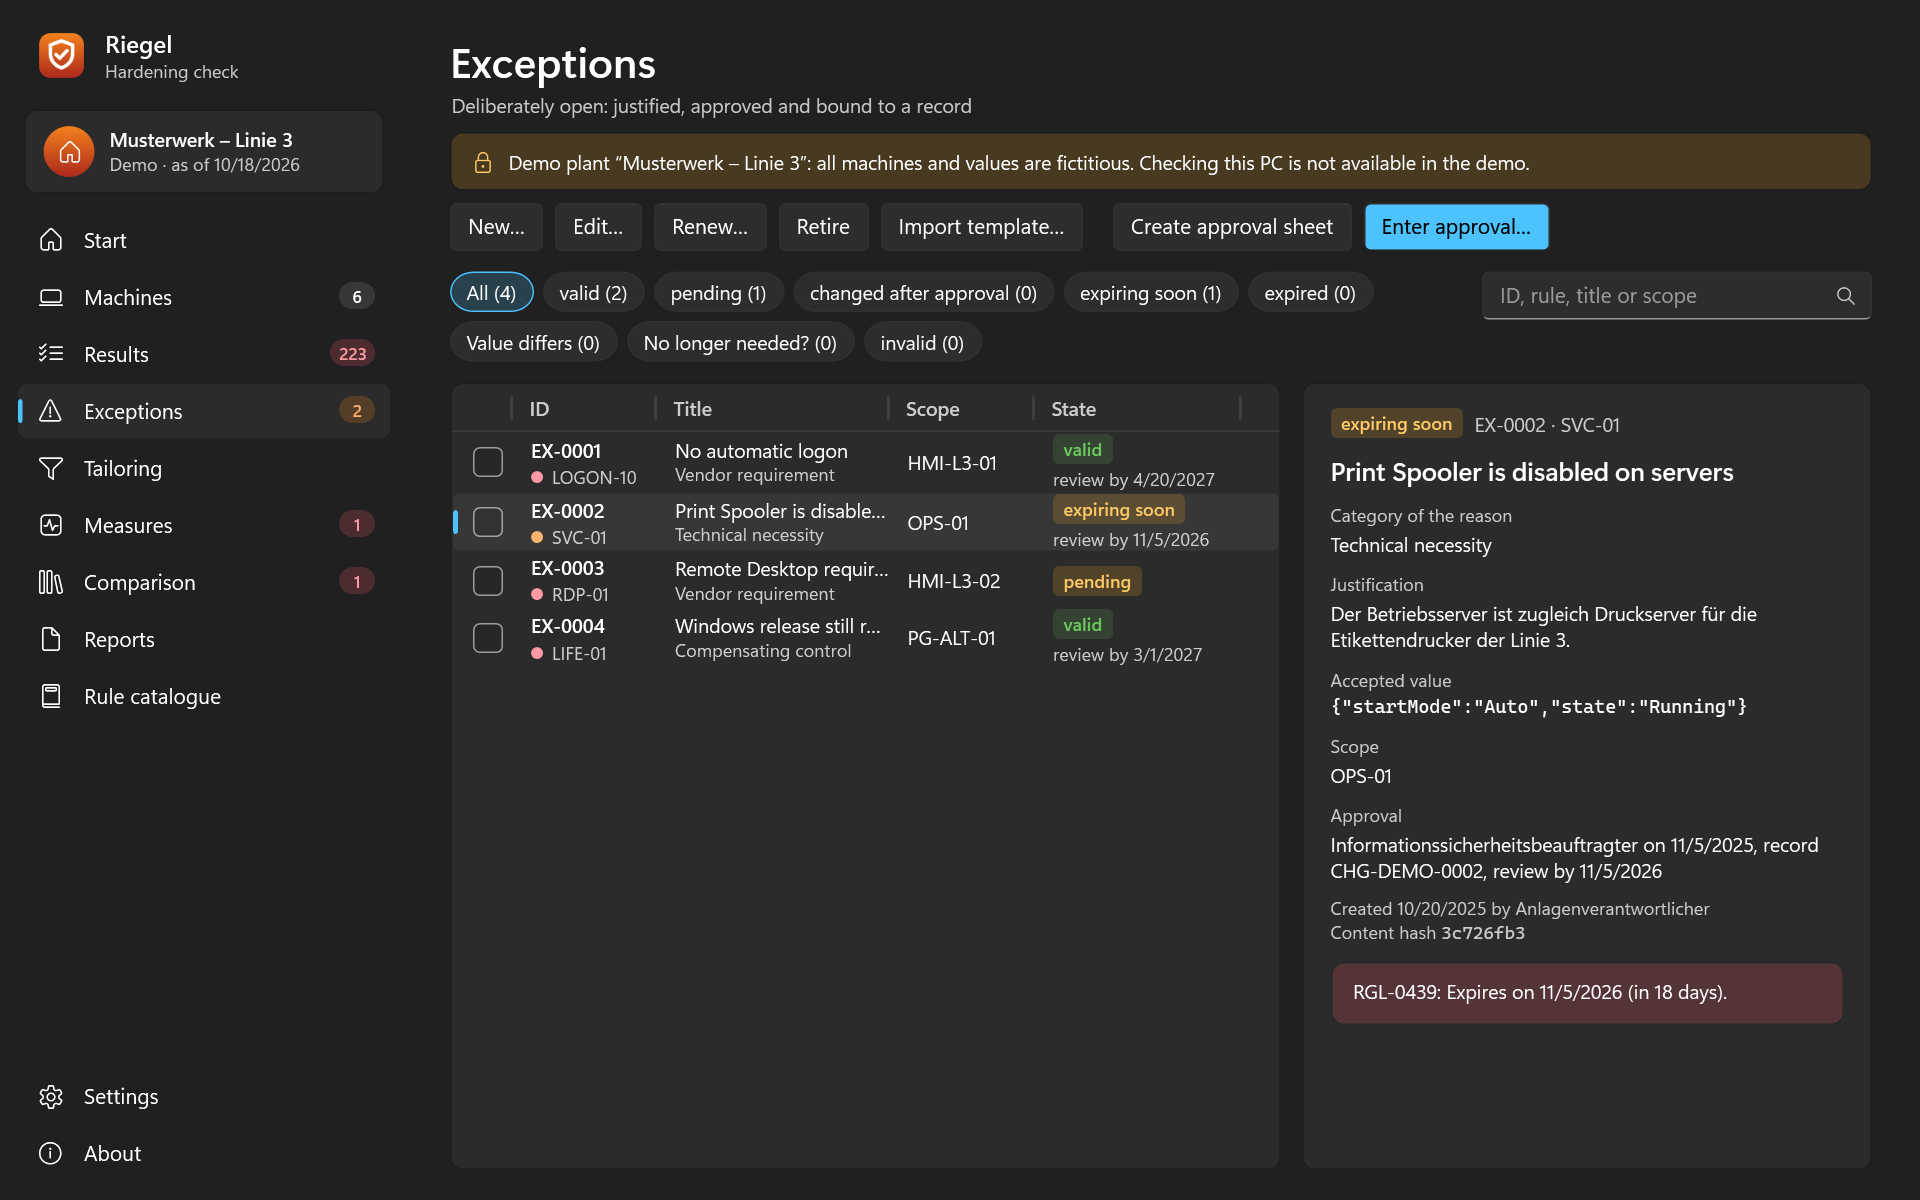 Riegel
Hardening check
Musterwerk – Linie 3
Demo · as of 10/18/2026
Start
Machines 6
Results 223
Exceptions 2
Tailoring
Measures 1
Comparison 1
Reports
Rule catalogue
Settings
About
Exceptions
Deliberately open: justified, approved and bound to a record
Demo plant “Musterwerk – Linie 3”: all machines and values are fictitious. Checking this PC is not available in the demo.
New... Edit... Renew... Retire Import template... Create approval sheet Enter approval...
All (4) valid (2) pending (1) changed after approval (0) expiring soon (1) expired (0)
Value differs (0) No longer needed? (0) invalid (0)
ID, rule, title or scope
ID Title Scope State
EX-0001 No automatic logon HMI-L3-01 valid
LOGON-10 Vendor requirement review by 4/20/2027
EX-0002 Print Spooler is disable... OPS-01 expiring soon
SVC-01 Technical necessity review by 11/5/2026
EX-0003 Remote Desktop requir... HMI-L3-02 pending
RDP-01 Vendor requirement
EX-0004 Windows release still r... PG-ALT-01 valid
LIFE-01 Compensating control review by 3/1/2027
expiring soon EX-0002 · SVC-01
Print Spooler is disabled on servers
Category of the reason
Technical necessity
Justification
Der Betriebsserver ist zugleich Druckserver für die
Etikettendrucker der Linie 3.
Accepted value
{"startMode":"Auto","state":"Running"}
Scope
OPS-01
Approval
Informationssicherheitsbeauftragter on 11/5/2025, record
CHG-DEMO-0002, review by 11/5/2026
Created 10/20/2025 by Anlagenverantwortlicher
Content hash 3c726fb3
RGL-0439: Expires on 11/5/2026 (in 18 days).